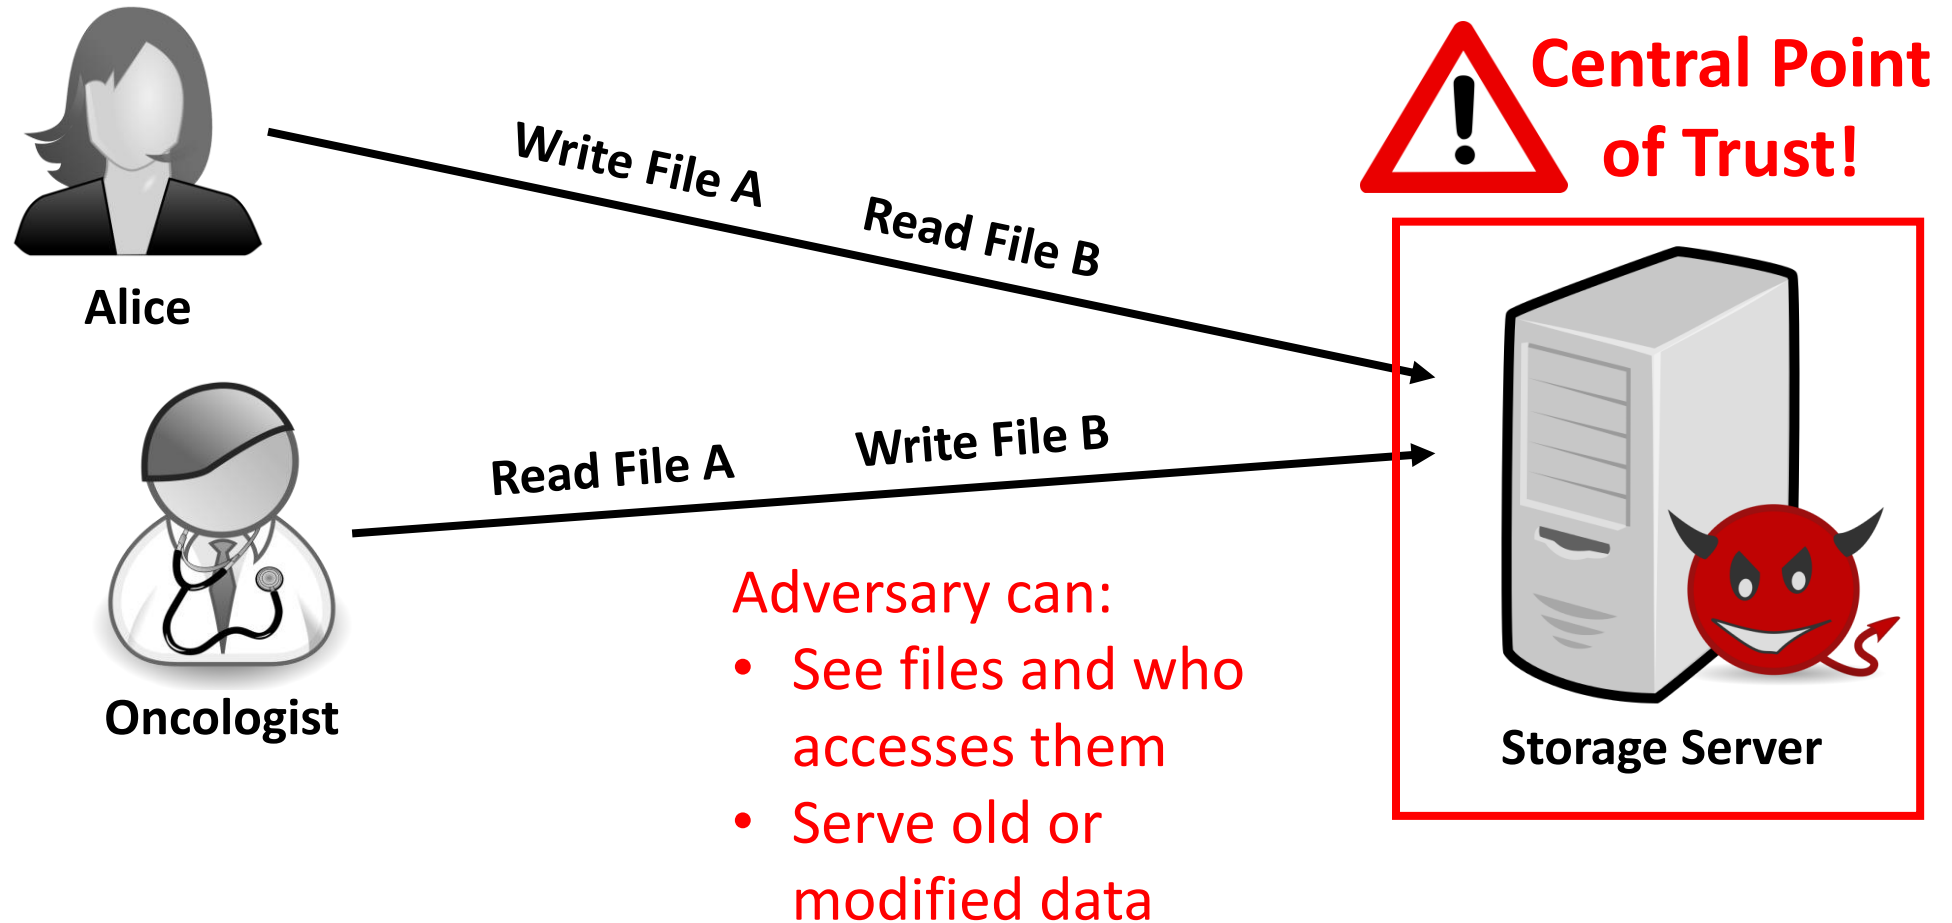 Central Point
of Trust!
Write File A
Read File B
Alice
Read File A
Write File B
Oncologist
Adversary can:
• See files and who
accesses them
• Serve old or
modified data
Storage Server